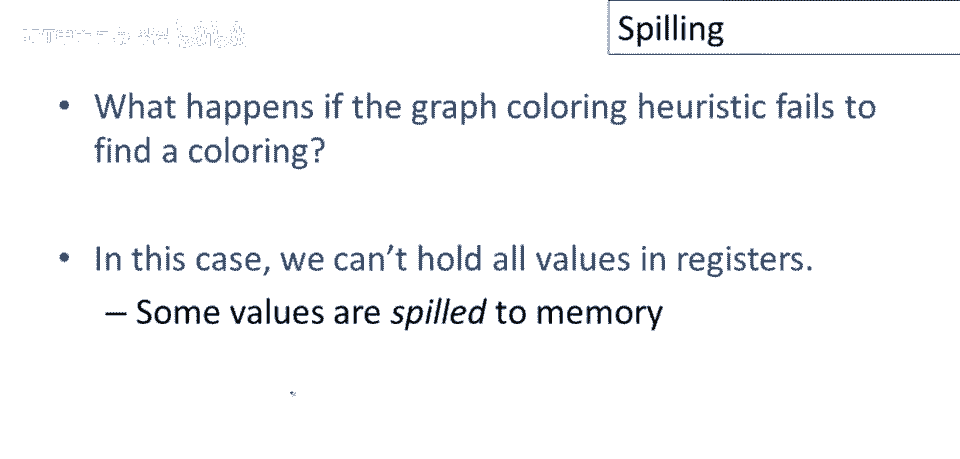 Spilling
• What happens if the graph coloring heuristic fails to
find a coloring?
• In this case, we can't hold all values in registers.
– Some values are spilled to memory